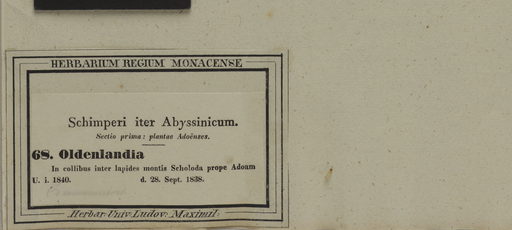 HERBARIUM REGIUM MONACENSE
Schimperi iter Abyssinicum.
Sectio prima: plantae Adoënses.
68. Oldenlandia
In collibus inter lapides montis Scholoda prope Adoam
U. i. 1840. d. 28. Sept. 1838.
Herbar. Univ. Ludov. Maximil.